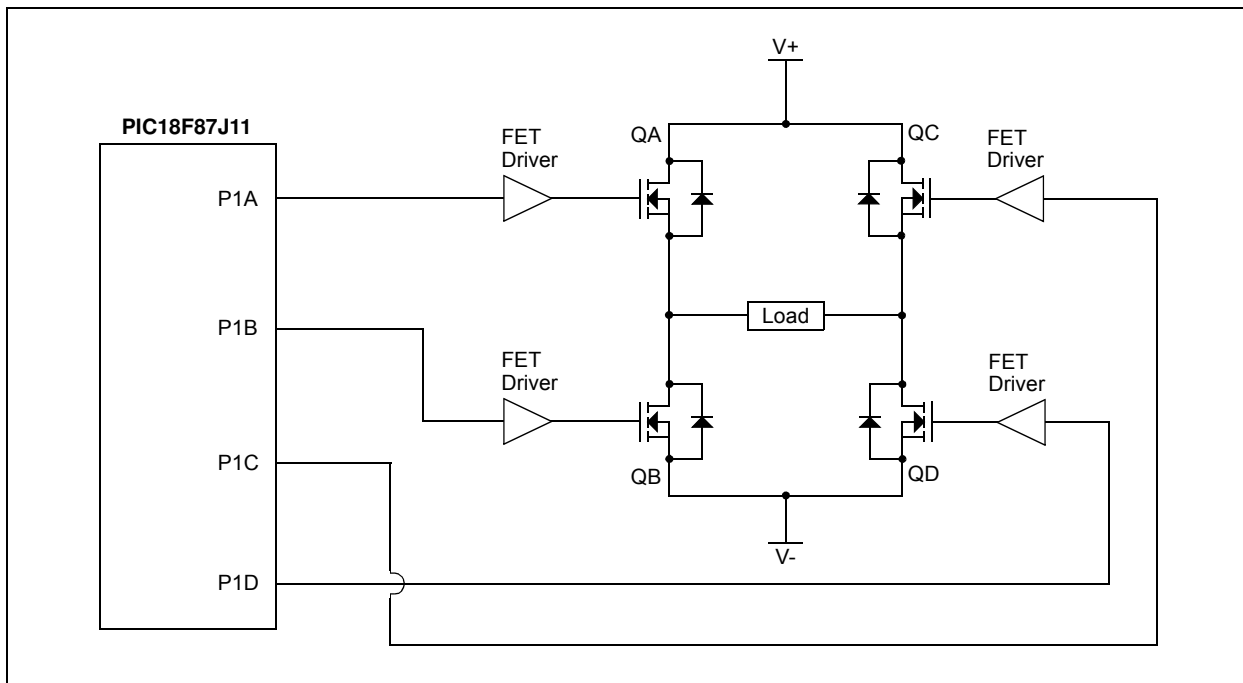 V+
PIC18F87J11
QA
QC
FET
Driver
FET
Driver
P1A
Load
P1B
FET
Driver
FET
Driver
P1C
QB
QD
V-
P1D